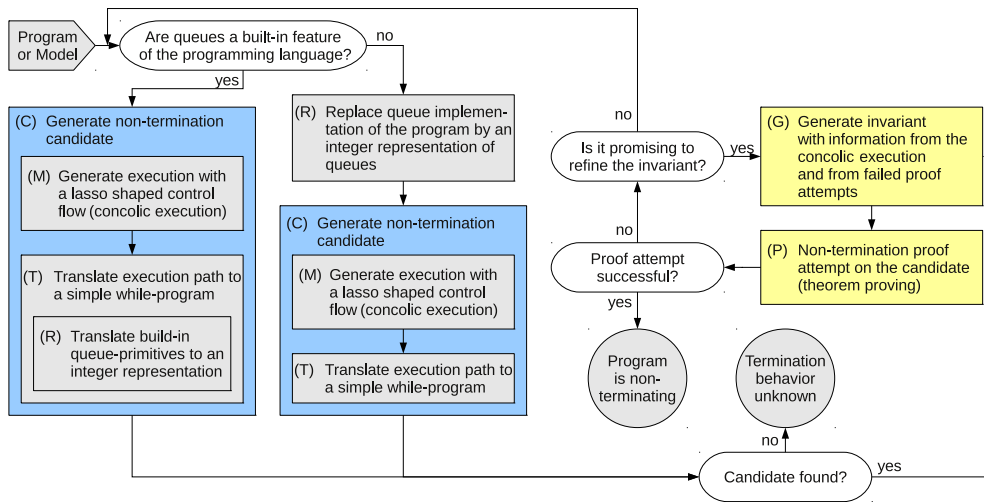 Program
or Model
Are queues a built-in feature
of the programming language?
no
yes
(C) Generate non-termination
candidate
(M) Generate execution with
a lasso shaped control
flow (concolic execution)
(T) Translate execution path to
a simple while-program
(R) Translate build-in
queue-primitives to an
integer representation
(R) Replace queue implemen-
tation of the program by an
integer representation of
queues
(C) Generate non-termination
candidate
(M) Generate execution with
a lasso shaped control
flow (concolic execution)
(T) Translate execution path to
a simple while-program
no
Is it promising to
refine the invariant?
yes
no
Proof attempt
successful?
yes
Program
is non-
terminating
(G) Generate invariant
with information from the
concolic execution
and from failed proof
attempts
(P) Non-termination proof
attempt on the candidate
(theorem proving)
Termination
behavior
unknown
no
Candidate found?
yes